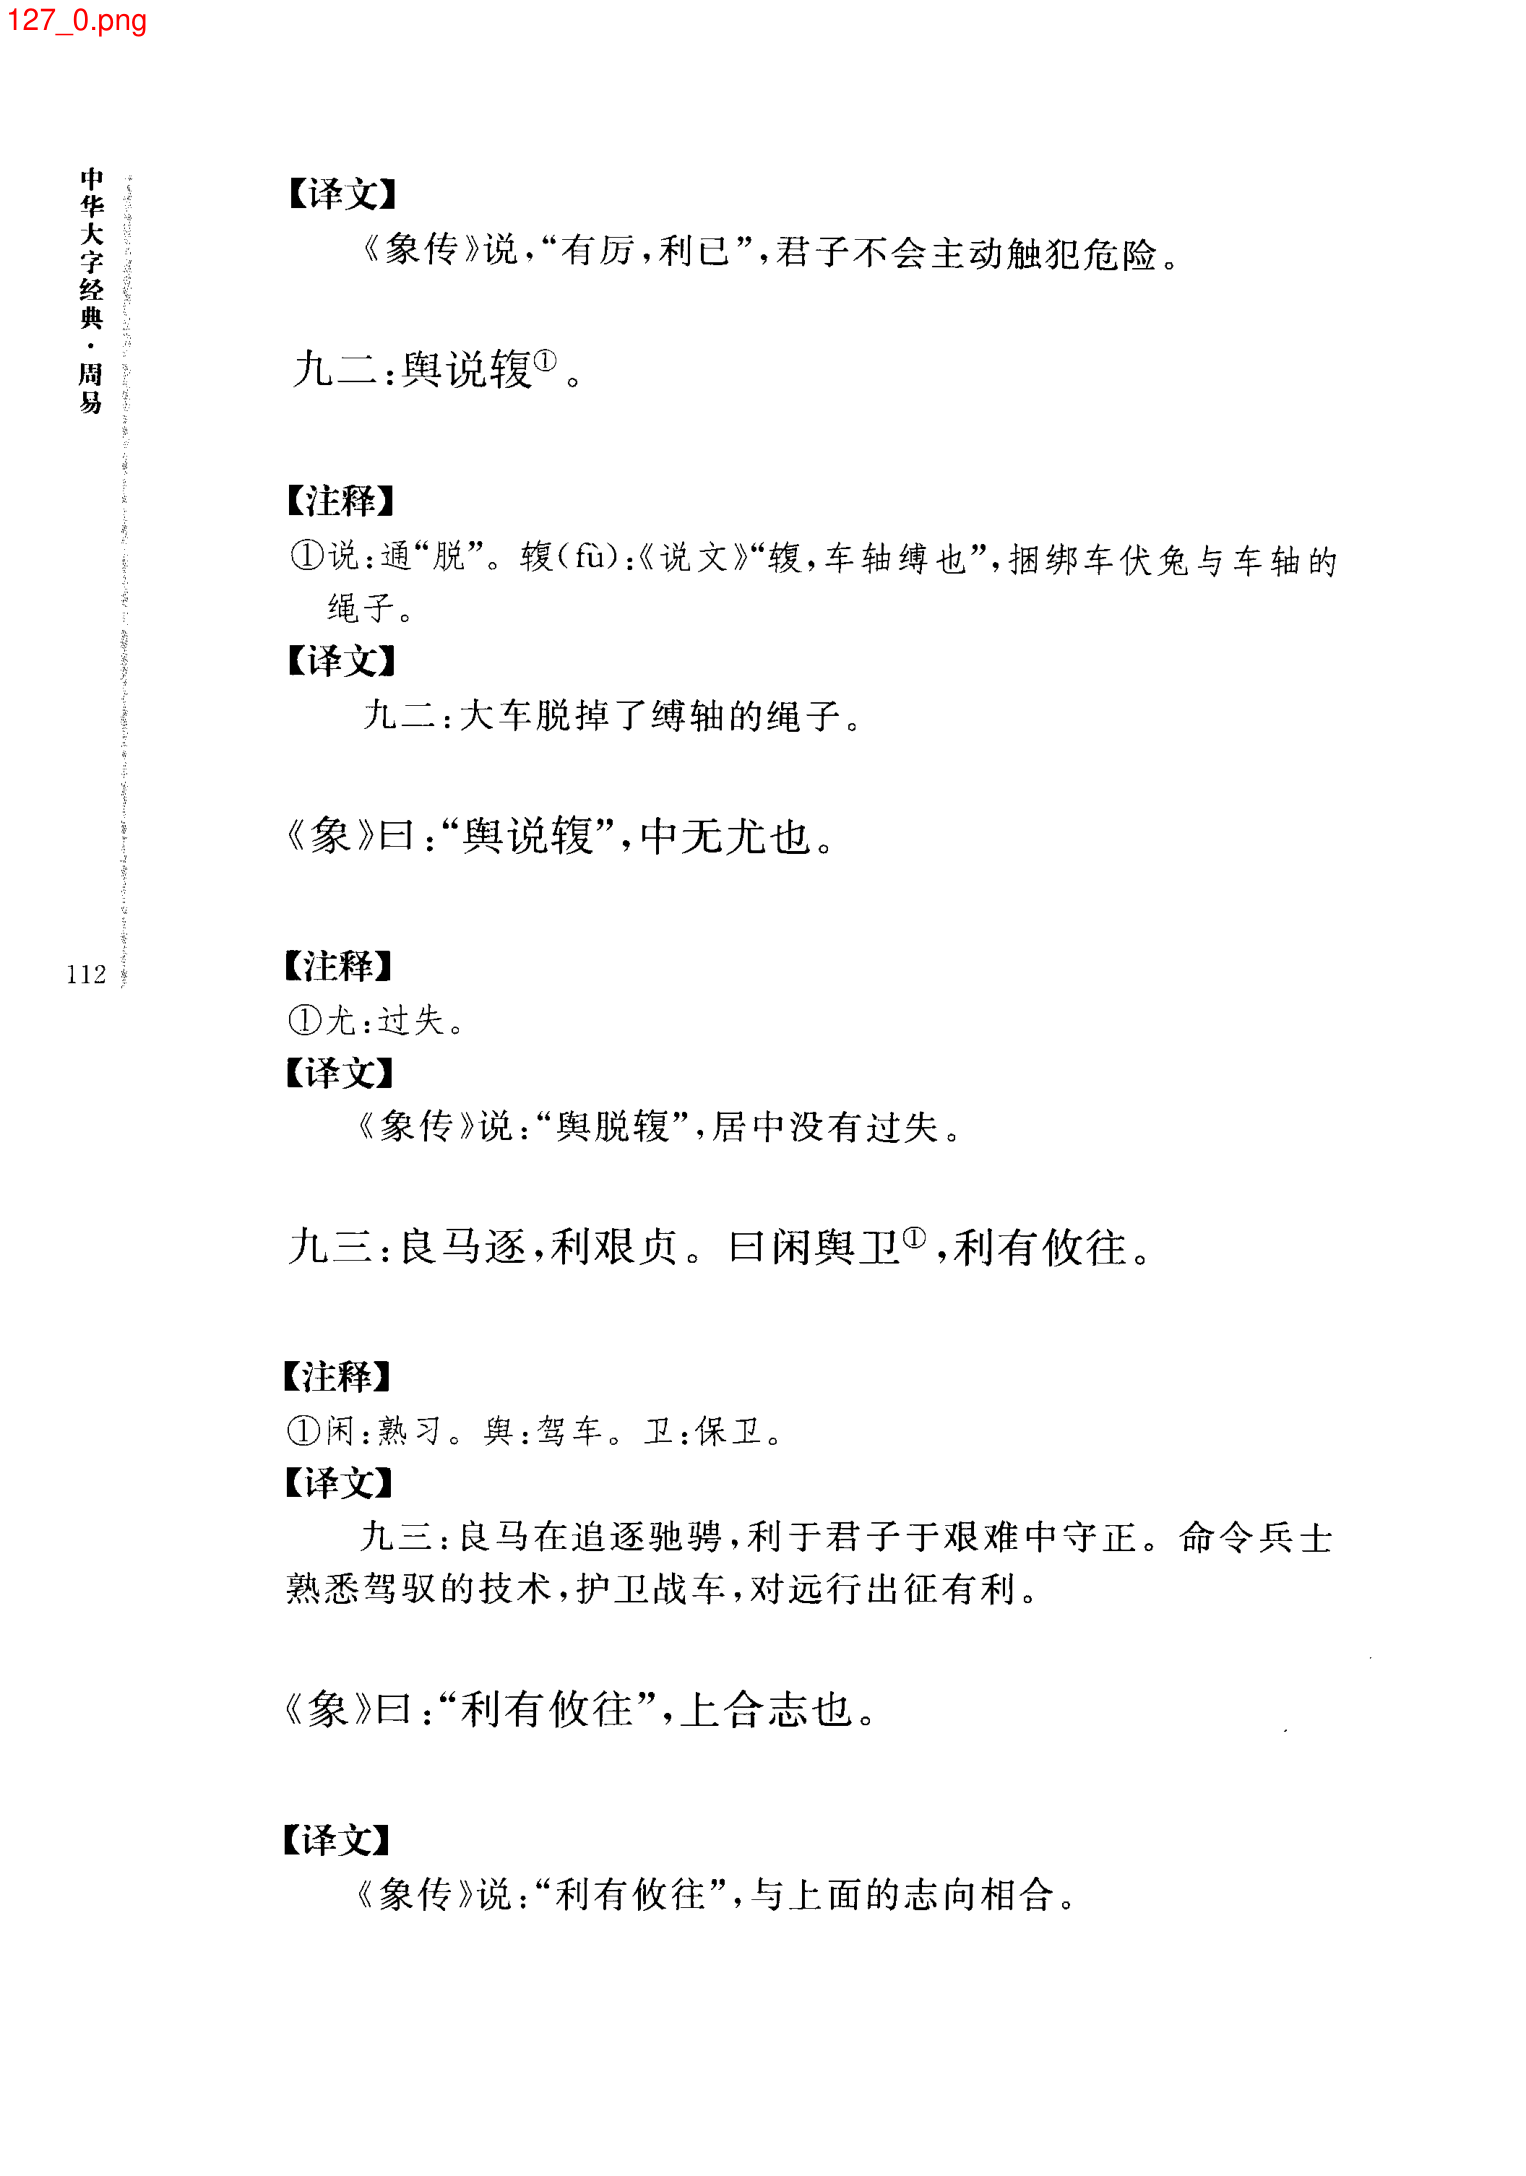 127_0.png
中华大字经典·周易
【译文】
《象传》说，“有厉，利已”，君子不会主动触犯危险。
九二：舆说𫐓①。
【注释】
①说：通“脱”。𫐓（fù）：《说文》“𫐓，车轴缚也”，捆绑车伏兔与车轴的
绳子。
【译文】
九二：大车脱掉了缚轴的绳子。
《象》曰：“舆说𫐓”，中无尤也。
112
【注释】
①尤：过失。
【译文】
《象传》说：“舆脱𫐓”，居中没有过失。
九三：良马逐，利艰贞。曰闲舆卫①，利有攸往。
【注释】
①闲：熟习。舆：驾车。卫：保卫。
【译文】
九三：良马在追逐驰骋，利于君子于艰难中守正。命令兵士
熟悉驾驭的技术，护卫战车，对远行出征有利。
《象》曰：“利有攸往”，上合志也。
【译文】
《象传》说：“利有攸往”，与上面的志向相合。